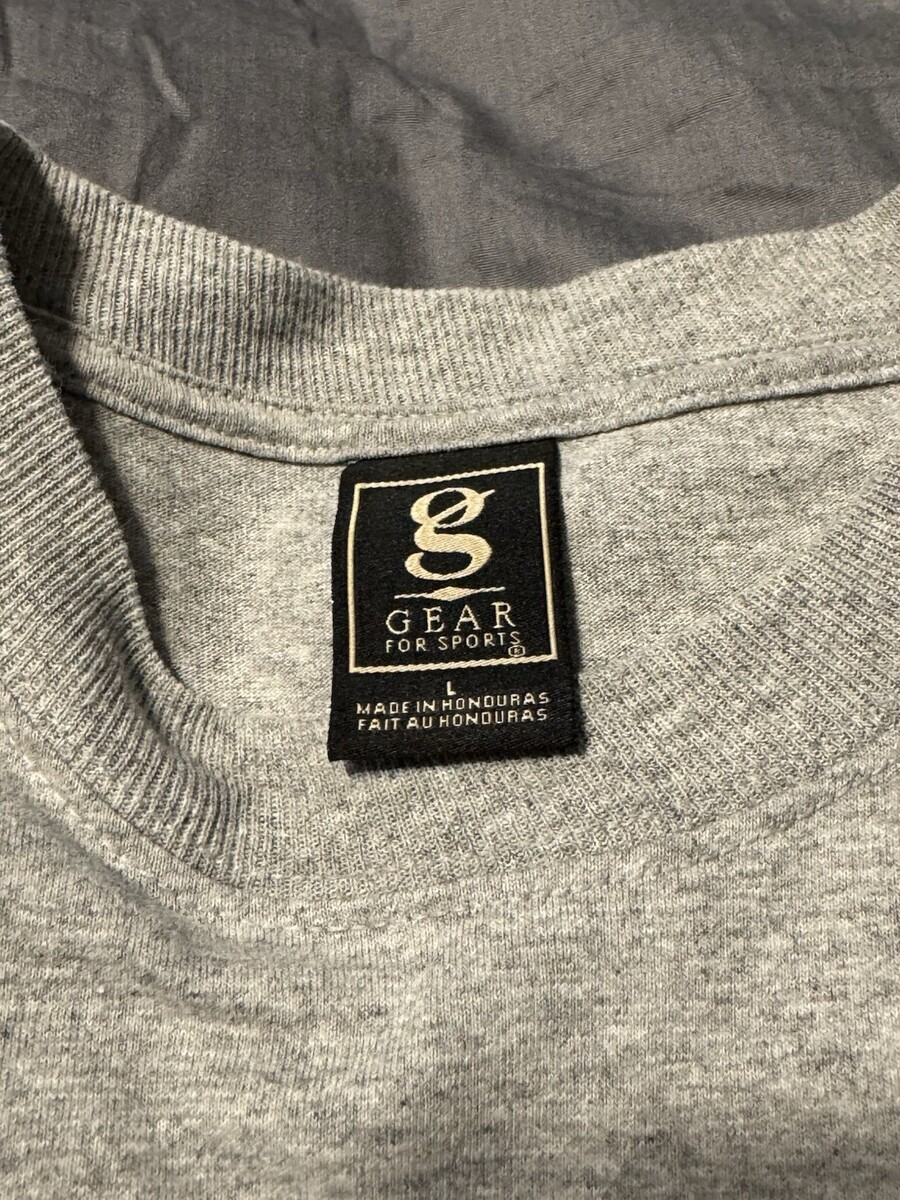 g
GEAR
FOR SPORTS®
L
MADE IN HONDURAS
FAIT AU HONDURAS